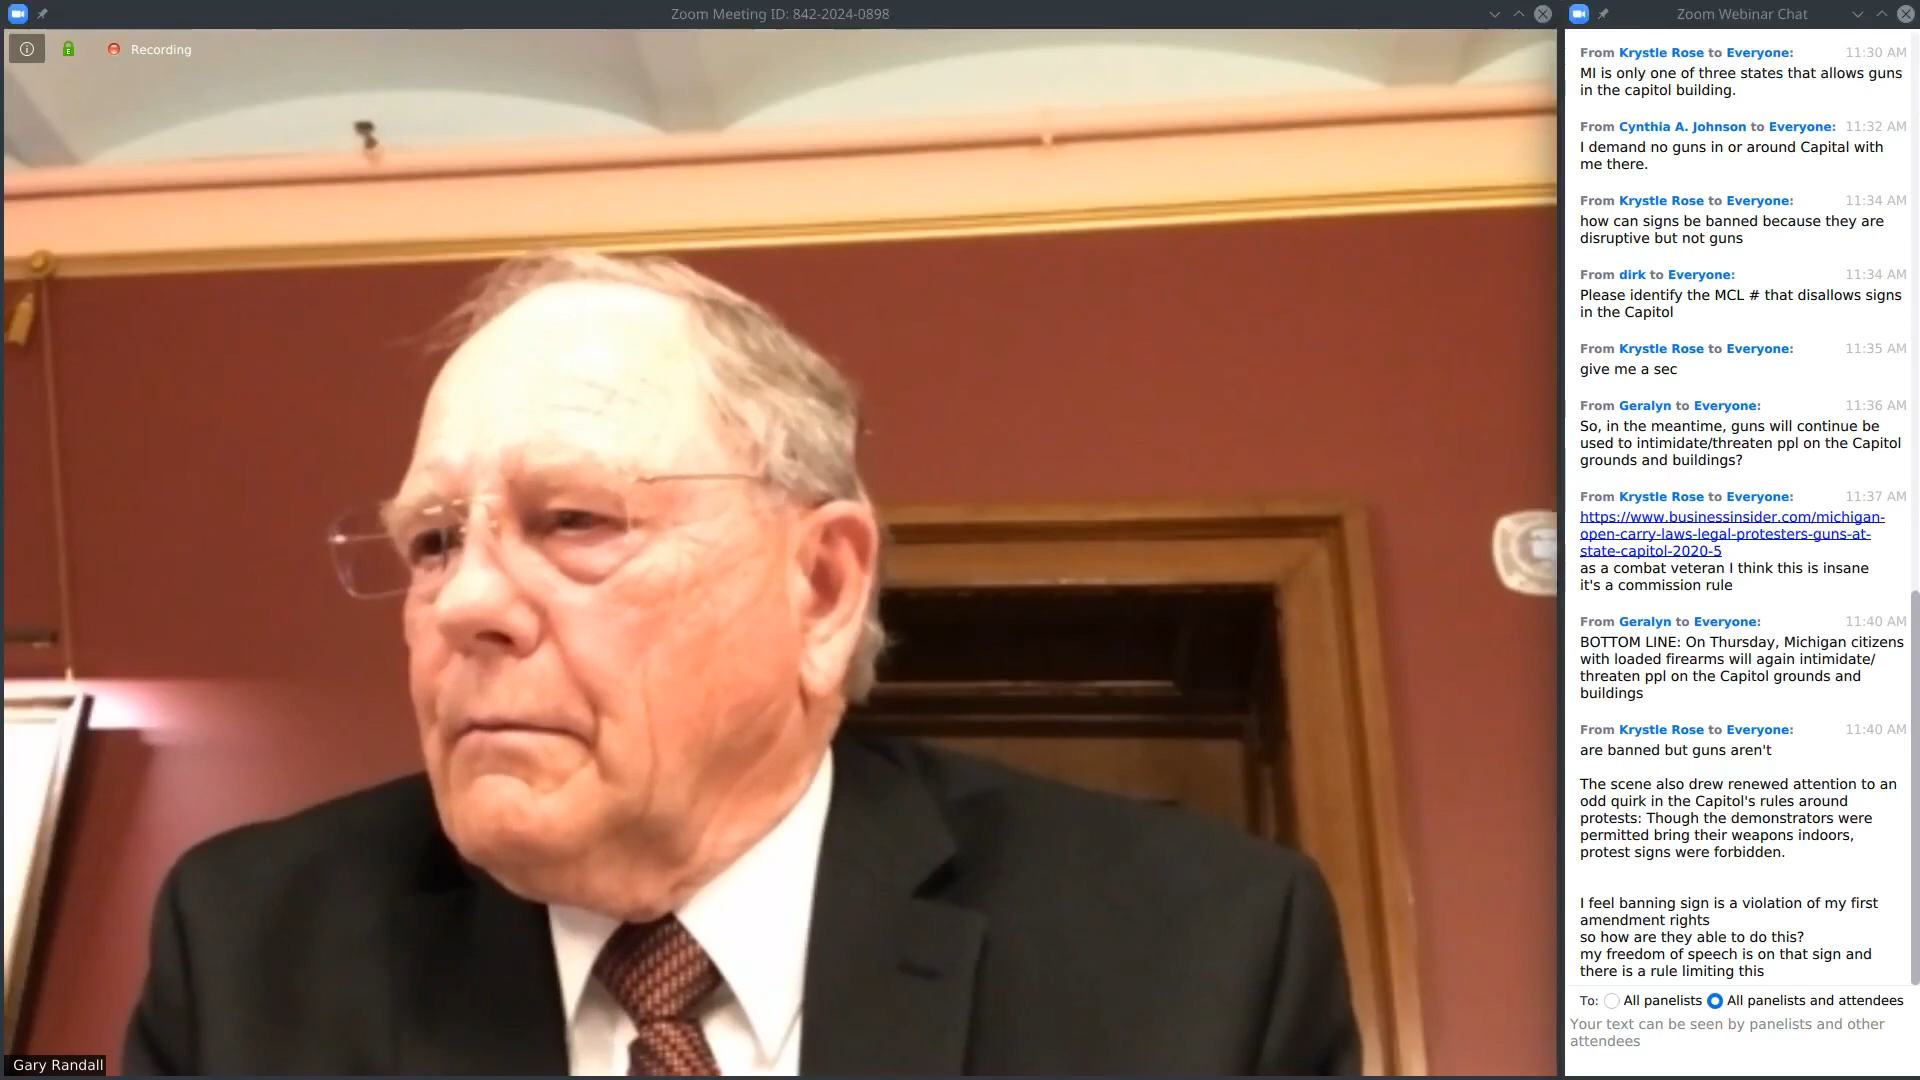 Zoom Meeting ID: 842-2024-0898
Recording
Gary Randall
Zoom Webinar Chat
From Krystle Rose to Everyone: 11:30 AM
MI is only one of three states that allows guns
in the capitol building.
From Cynthia A. Johnson to Everyone: 11:32 AM
I demand no guns in or around Capital with
me there.
From Krystle Rose to Everyone: 11:34 AM
how can signs be banned because they are
disruptive but not guns
From dirk to Everyone: 11:34 AM
Please identify the MCL # that disallows signs
in the Capitol
From Krystle Rose to Everyone: 11:35 AM
give me a sec
From Geralyn to Everyone: 11:36 AM
So, in the meantime, guns will continue be
used to intimidate/threaten ppl on the Capitol
grounds and buildings?
From Krystle Rose to Everyone: 11:37 AM
https://www.businessinsider.com/michigan-
open-carry-laws-legal-protesters-guns-at-
state-capitol-2020-5
as a combat veteran I think this is insane
it's a commission rule
From Geralyn to Everyone: 11:40 AM
BOTTOM LINE: On Thursday, Michigan citizens
with loaded firearms will again intimidate/
threaten ppl on the Capitol grounds and
buildings
From Krystle Rose to Everyone: 11:40 AM
are banned but guns aren't
The scene also drew renewed attention to an
odd quirk in the Capitol's rules around
protests: Though the demonstrators were
permitted bring their weapons indoors,
protest signs were forbidden.
I feel banning sign is a violation of my first
amendment rights
so how are they able to do this?
my freedom of speech is on that sign and
there is a rule limiting this
To: All panelists All panelists and attendees
Your text can be seen by panelists and other
attendees